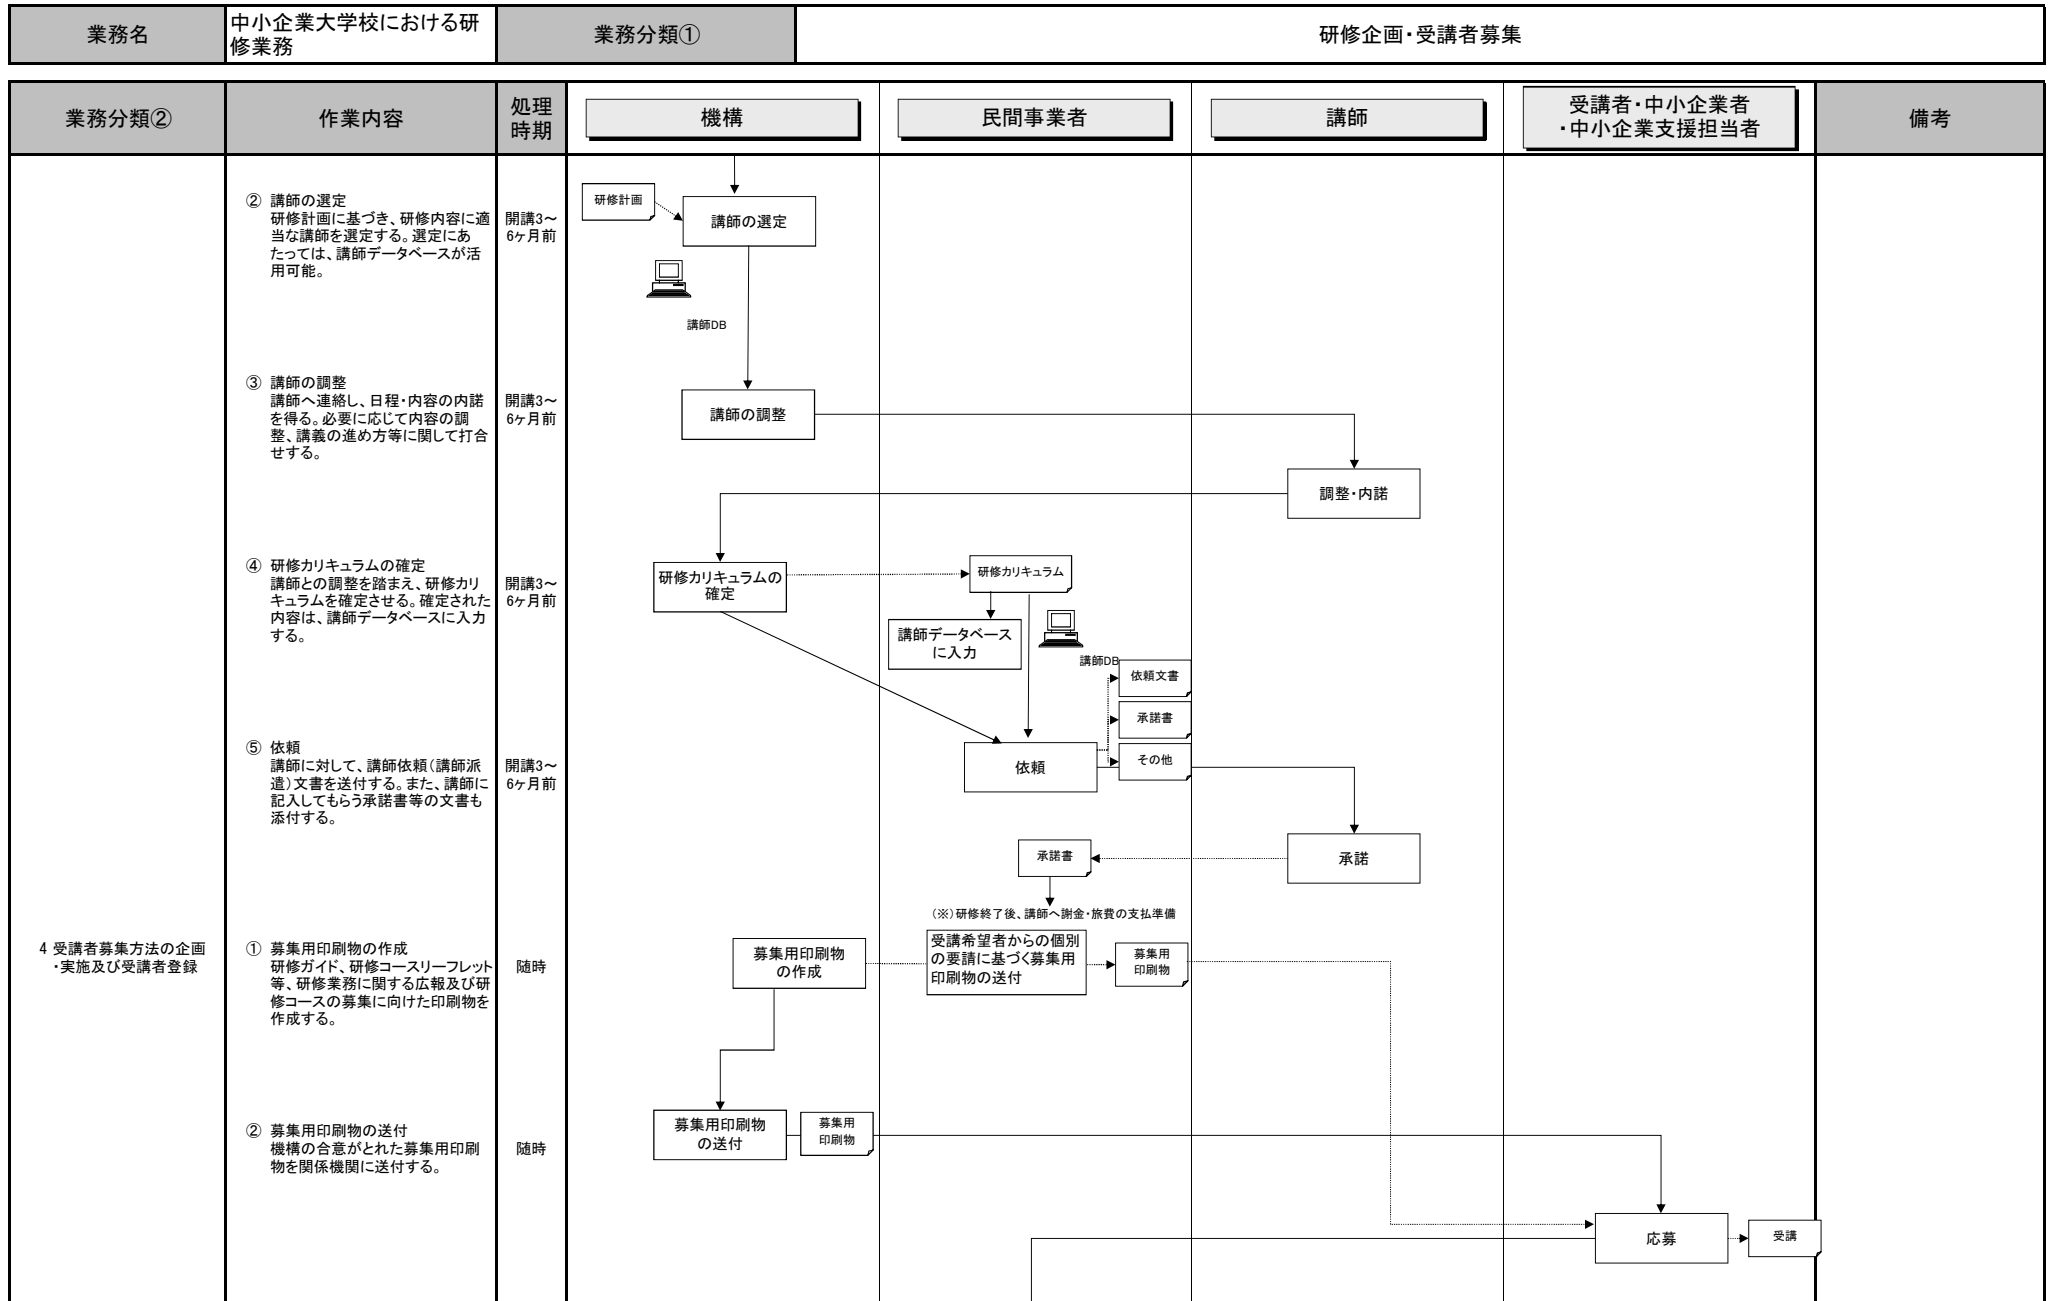 業務名
中小企業大学校における研
修業務
業務分類①
研修企画・受講者募集
業務分類②
作業内容
処理
時期
機構
民間事業者
講師
受講者・中小企業者
・中小企業支援担当者
備考
② 講師の選定
研修計画に基づき、研修内容に適
当な講師を選定する。選定にあ
たっては、講師データベースが活
用可能。
開講3～
6ヶ月前
研修計画
講師の選定
講師DB
③ 講師の調整
講師へ連絡し、日程・内容の内諾
を得る。必要に応じて内容の調
整、講義の進め方等に関して打合
せする。
開講3～
6ヶ月前
講師の調整
調整・内諾
④ 研修カリキュラムの確定
講師との調整を踏まえ、研修カリ
キュラムを確定させる。確定された
内容は、講師データベースに入力
する。
開講3～
6ヶ月前
研修カリキュラムの
確定
研修カリキュラム
講師データベース
に入力
講師DB
依頼文書
承諾書
その他
⑤ 依頼
講師に対して、講師依頼（講師派
遣）文書を送付する。また、講師に
記入してもらう承諾書等の文書も
添付する。
開講3～
6ヶ月前
依頼
承諾書
承諾
（※）研修終了後、講師へ謝金・旅費の支払準備
4 受講者募集方法の企画
・実施及び受講者登録
① 募集用印刷物の作成
研修ガイド、研修コースリーフレット
等、研修業務に関する広報及び研
修コースの募集に向けた印刷物を
作成する。
随時
募集用印刷物
の作成
受講希望者からの個別
の要請に基づく募集用
印刷物の送付
募集用
印刷物
② 募集用印刷物の送付
機構の合意がとれた募集用印刷
物を関係機関に送付する。
随時
募集用印刷物
の送付
募集用
印刷物
応募
受講